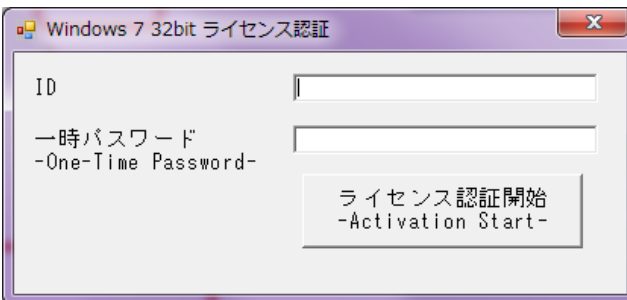 Windows 7 32bit ライセンス認証
ID
一時パスワード
-One-Time Password-
ライセンス認証開始
-Activation Start-